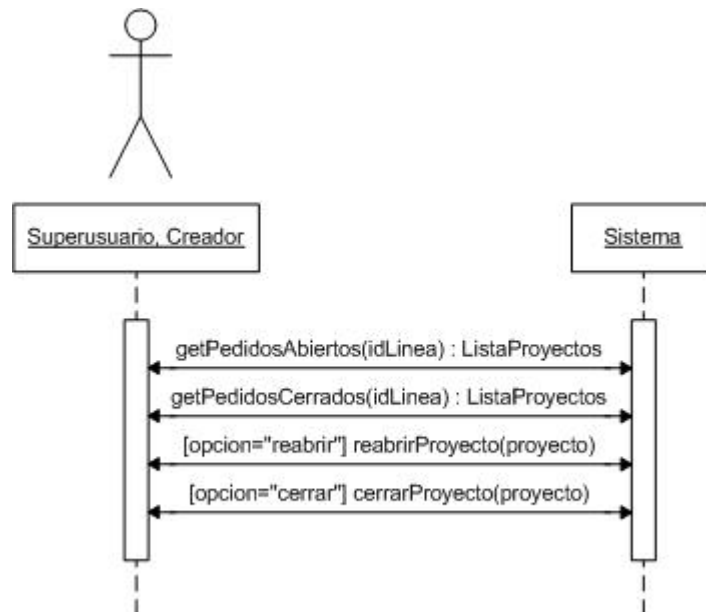 Superusuario, Creador
Sistema
getPedidosAbiertos(idLinea) : ListaProyectos
getPedidosCerrados(idLinea) : ListaProyectos
[opcion="reabrir"] reabrirProyecto(proyecto)
[opcion="cerrar"] cerrarProyecto(proyecto)